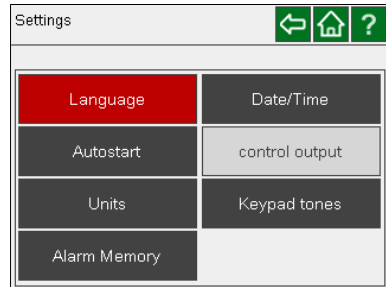 Settings
?
Language
Date/Time
Autostart
control output
Units
Keypad tones
Alarm Memory